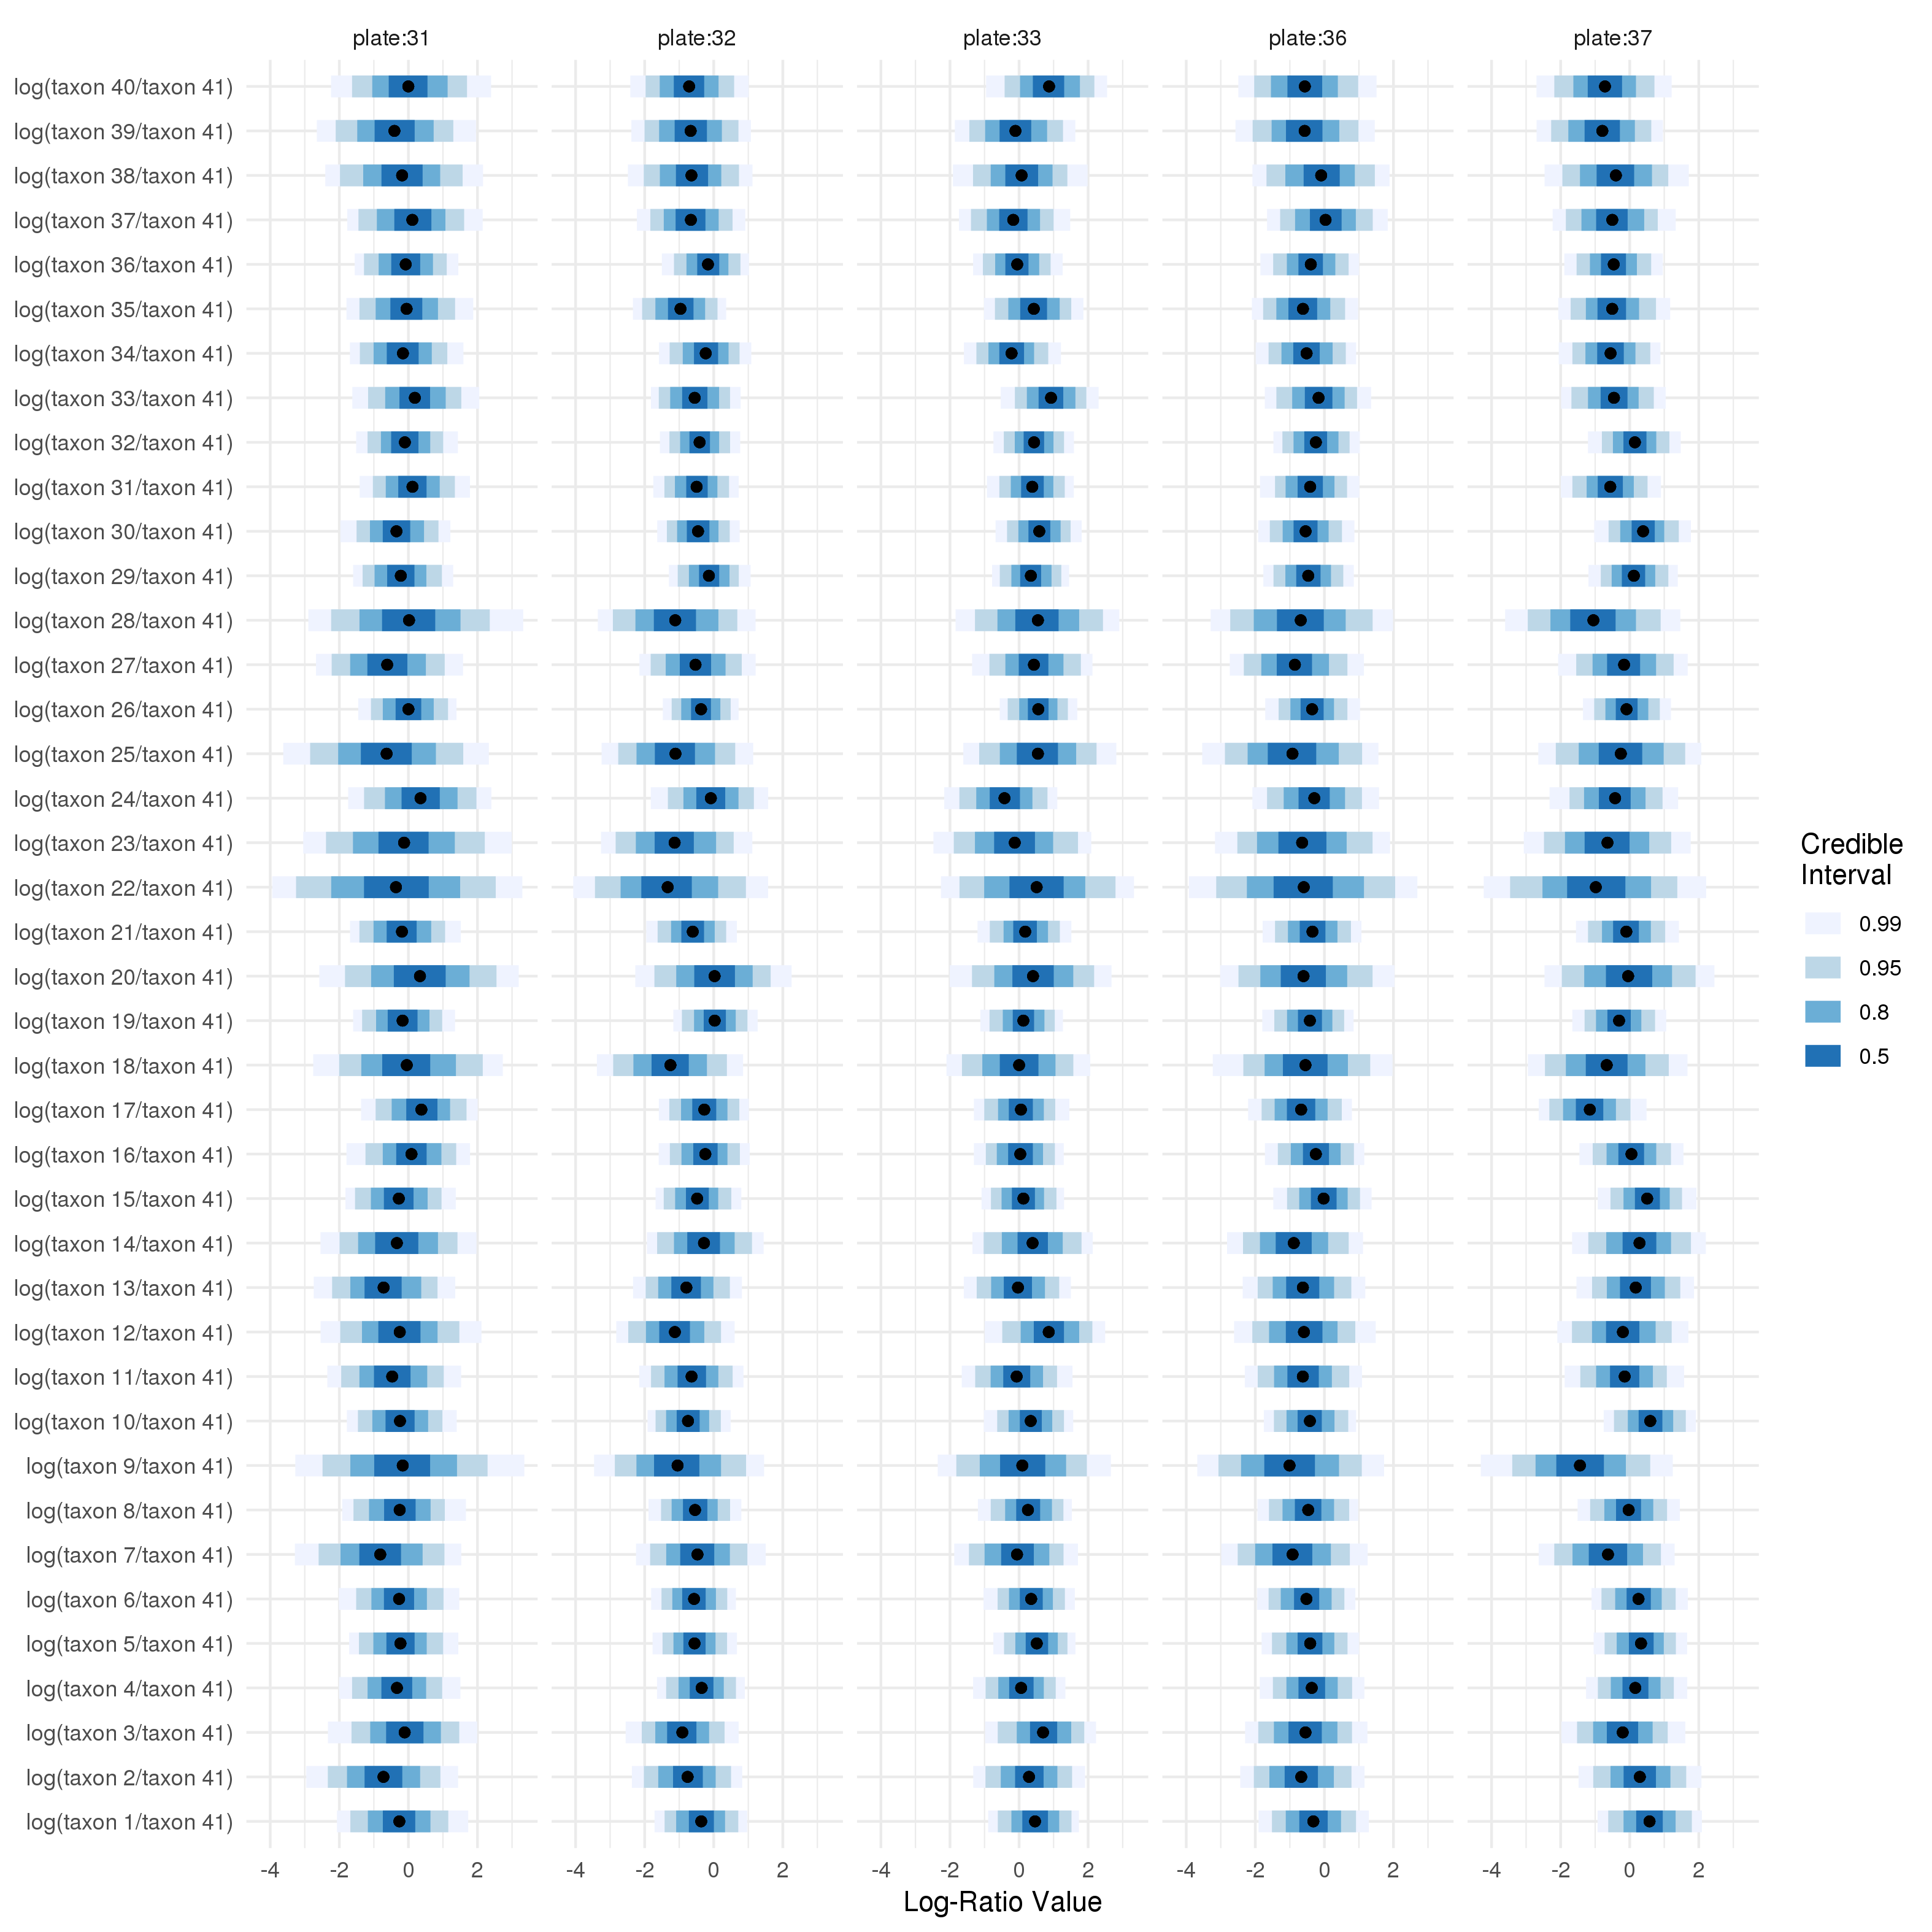 plate:31 plate:32 plate:33 plate:36 plate:37
log(taxon 40/taxon 41)
log(taxon 39/taxon 41)
log(taxon 38/taxon 41)
log(taxon 37/taxon 41)
log(taxon 36/taxon 41)
log(taxon 35/taxon 41)
log(taxon 34/taxon 41)
log(taxon 33/taxon 41)
log(taxon 32/taxon 41)
log(taxon 31/taxon 41)
log(taxon 30/taxon 41)
log(taxon 29/taxon 41)
log(taxon 28/taxon 41)
log(taxon 27/taxon 41)
log(taxon 26/taxon 41)
log(taxon 25/taxon 41)
log(taxon 24/taxon 41)
log(taxon 23/taxon 41)
log(taxon 22/taxon 41)
log(taxon 21/taxon 41)
log(taxon 20/taxon 41)
log(taxon 19/taxon 41)
log(taxon 18/taxon 41)
log(taxon 17/taxon 41)
log(taxon 16/taxon 41)
log(taxon 15/taxon 41)
log(taxon 14/taxon 41)
log(taxon 13/taxon 41)
log(taxon 12/taxon 41)
log(taxon 11/taxon 41)
log(taxon 10/taxon 41)
log(taxon 9/taxon 41)
log(taxon 8/taxon 41)
log(taxon 7/taxon 41)
log(taxon 6/taxon 41)
log(taxon 5/taxon 41)
log(taxon 4/taxon 41)
log(taxon 3/taxon 41)
log(taxon 2/taxon 41)
log(taxon 1/taxon 41)
-4 -2 0 2 -4 -2 0 2 -4 -2 0 2 -4 -2 0 2 -4 -2 0 2
Log-Ratio Value
Credible
Interval
0.99
0.95
0.8
0.5